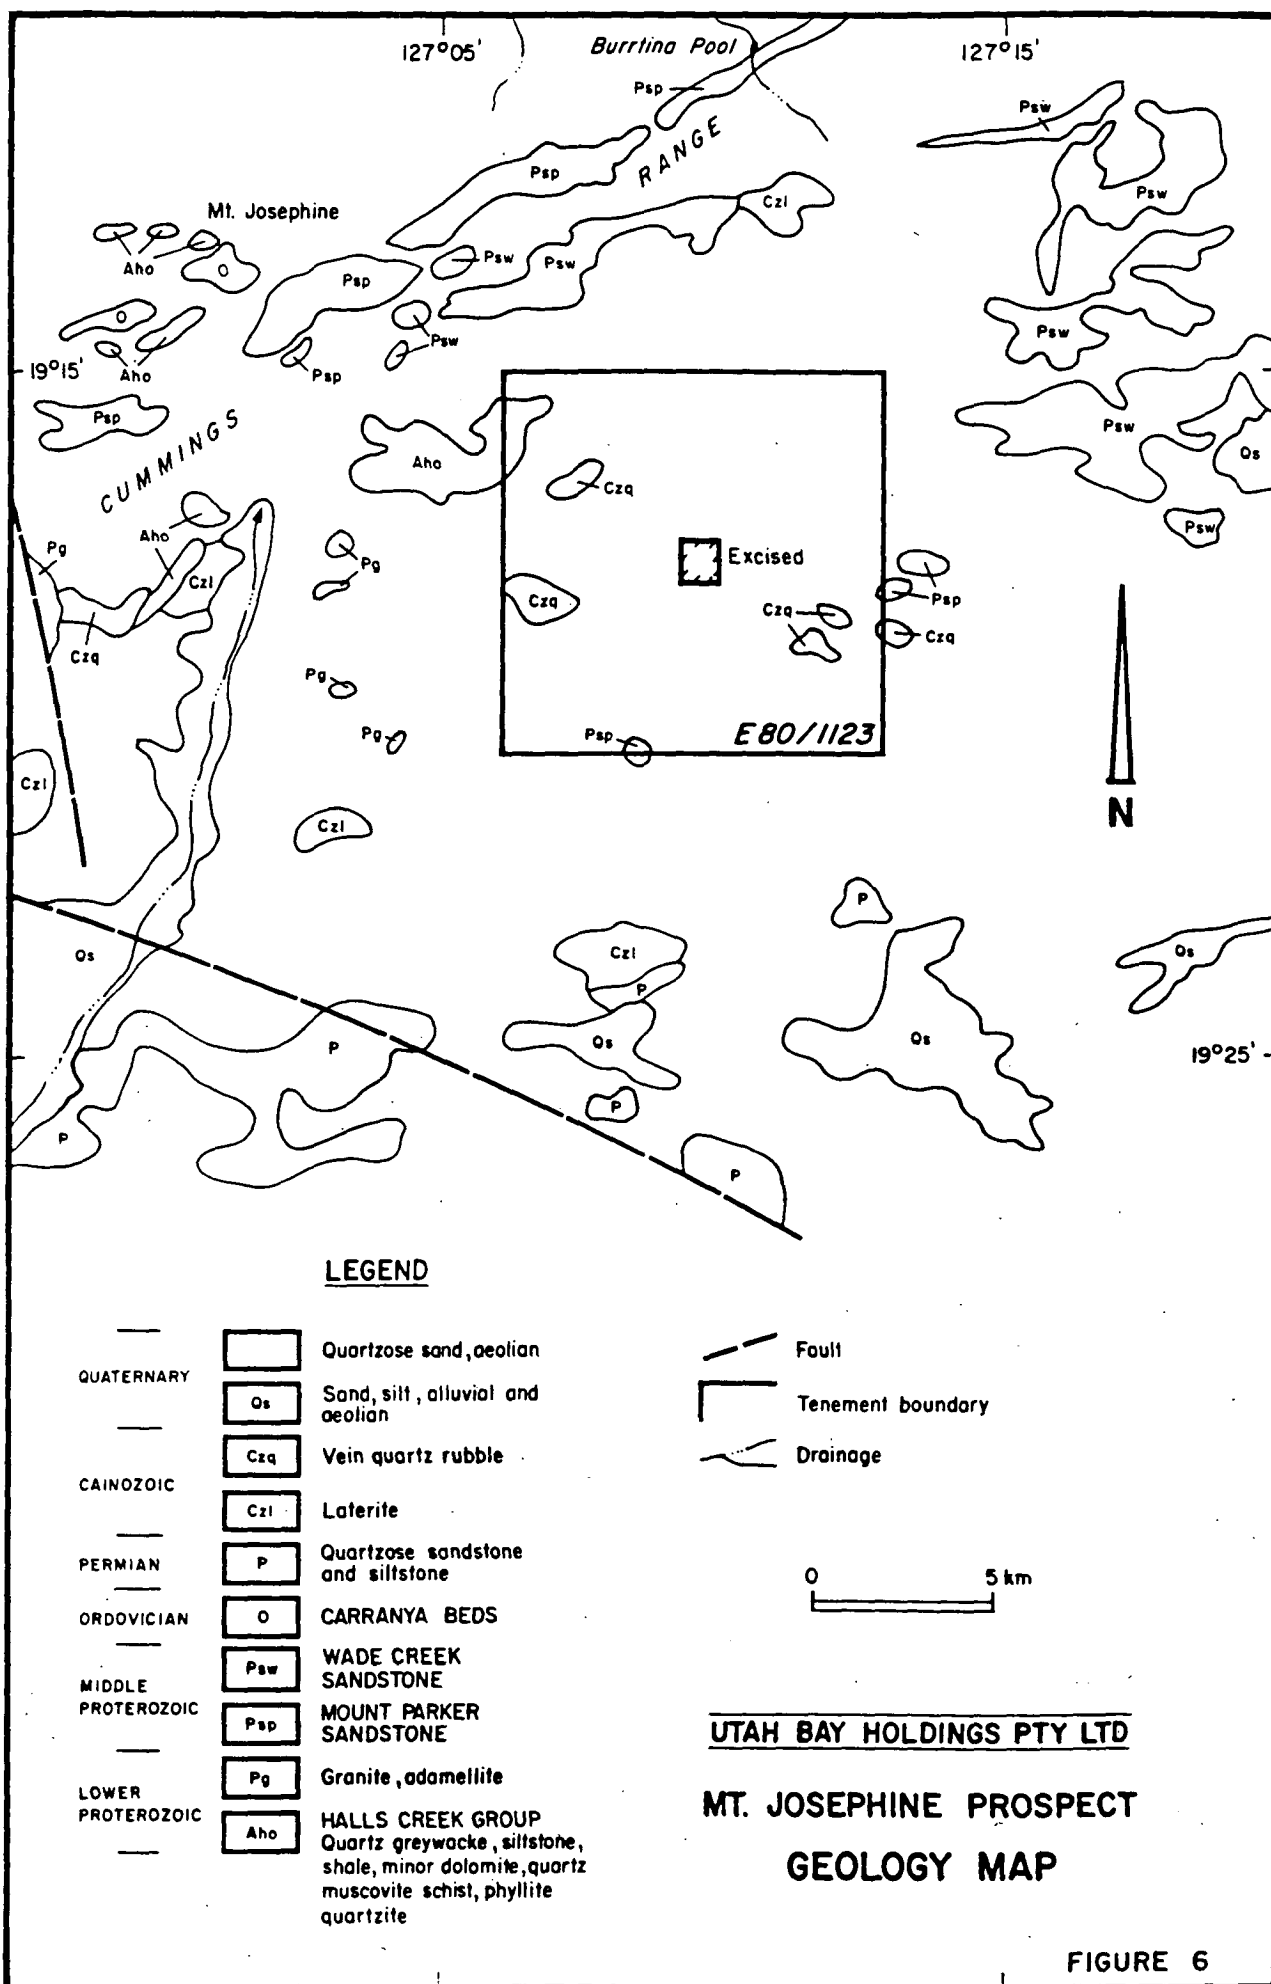 127°05'
Burrtina Pool
127°15'
Psp
Psw
RANGE
Psp
Psw
Czl
Mt. Josephine
Aho
O
Psp
Psw
Psw
O
Psw
Psw
19°15'
Aho
Psp
Psp
CUMMINGS
Aho
Psw
Qs
Czq
Psw
Aho
Pg
Pg
Excised
Czl
Psp
Czq
Czq
Czq
Czq
Pg
Pg
Psp
E80/1123
Czl
N
Czl
P
Qs
Czl
Qs
P
P
Qs
Qs
19°25'
P
P
P
LEGEND
QUATERNARY
Quartzose sand, aeolian
Qs
Sand, silt, alluvial and
aeolian
CAINOZOIC
Czq
Vein quartz rubble
Czl
Laterite
PERMIAN
P
Quartzose sandstone
and siltstone
ORDOVICIAN
O
CARRANYA BEDS
MIDDLE
PROTEROZOIC
Psw
WADE CREEK
SANDSTONE
Psp
MOUNT PARKER
SANDSTONE
LOWER
PROTEROZOIC
Pg
Granite, adamellite
Aho
HALLS CREEK GROUP
Quartz greywacke, siltstone,
shale, minor dolomite, quartz
muscovite schist, phyllite
quartzite
Fault
Tenement boundary
Drainage
0 5 km
UTAH BAY HOLDINGS PTY LTD
MT. JOSEPHINE PROSPECT
GEOLOGY MAP
FIGURE 6